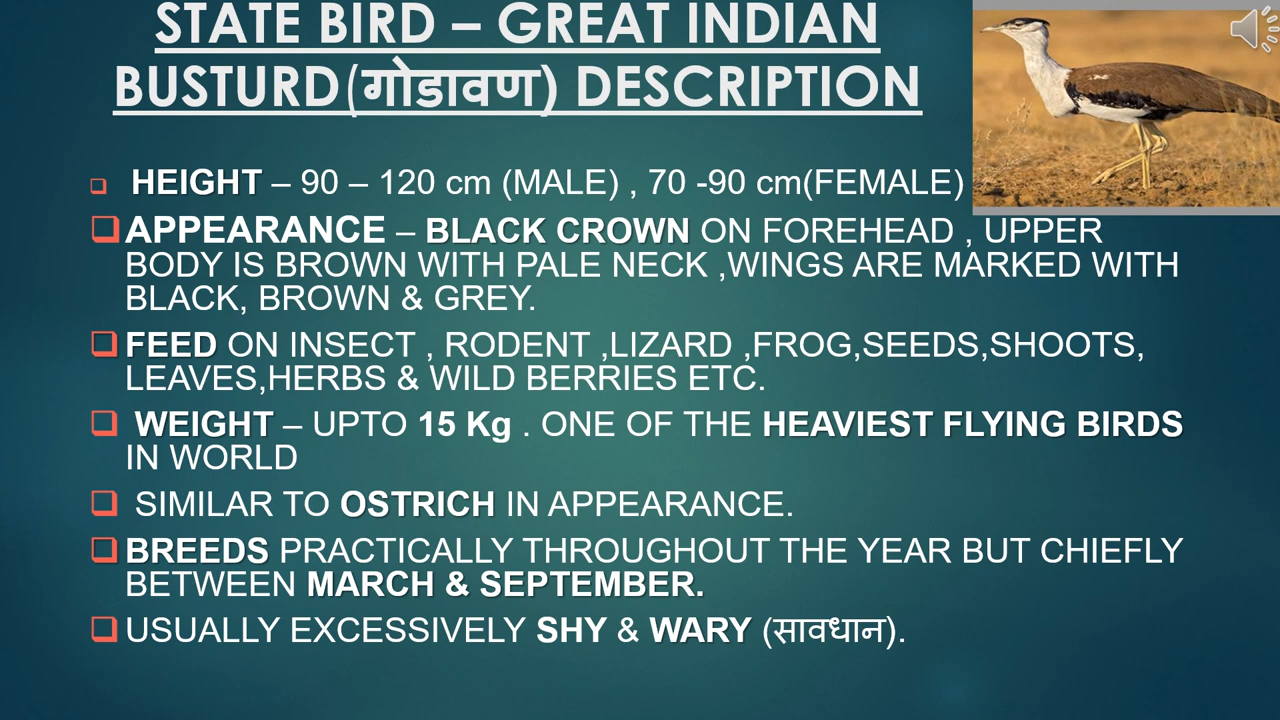 STATE BIRD – GREAT INDIAN
BUSTURD(गोडावण) DESCRIPTION
HEIGHT – 90 – 120 cm (MALE) , 70 -90 cm(FEMALE)
APPEARANCE – BLACK CROWN ON FOREHEAD , UPPER
BODY IS BROWN WITH PALE NECK ,WINGS ARE MARKED WITH
BLACK, BROWN & GREY.
FEED ON INSECT , RODENT ,LIZARD ,FROG,SEEDS,SHOOTS,
LEAVES,HERBS & WILD BERRIES ETC.
WEIGHT – UPTO 15 Kg . ONE OF THE HEAVIEST FLYING BIRDS
IN WORLD
SIMILAR TO OSTRICH IN APPEARANCE.
BREEDS PRACTICALLY THROUGHOUT THE YEAR BUT CHIEFLY
BETWEEN MARCH & SEPTEMBER.
USUALLY EXCESSIVELY SHY & WARY (सावधान).